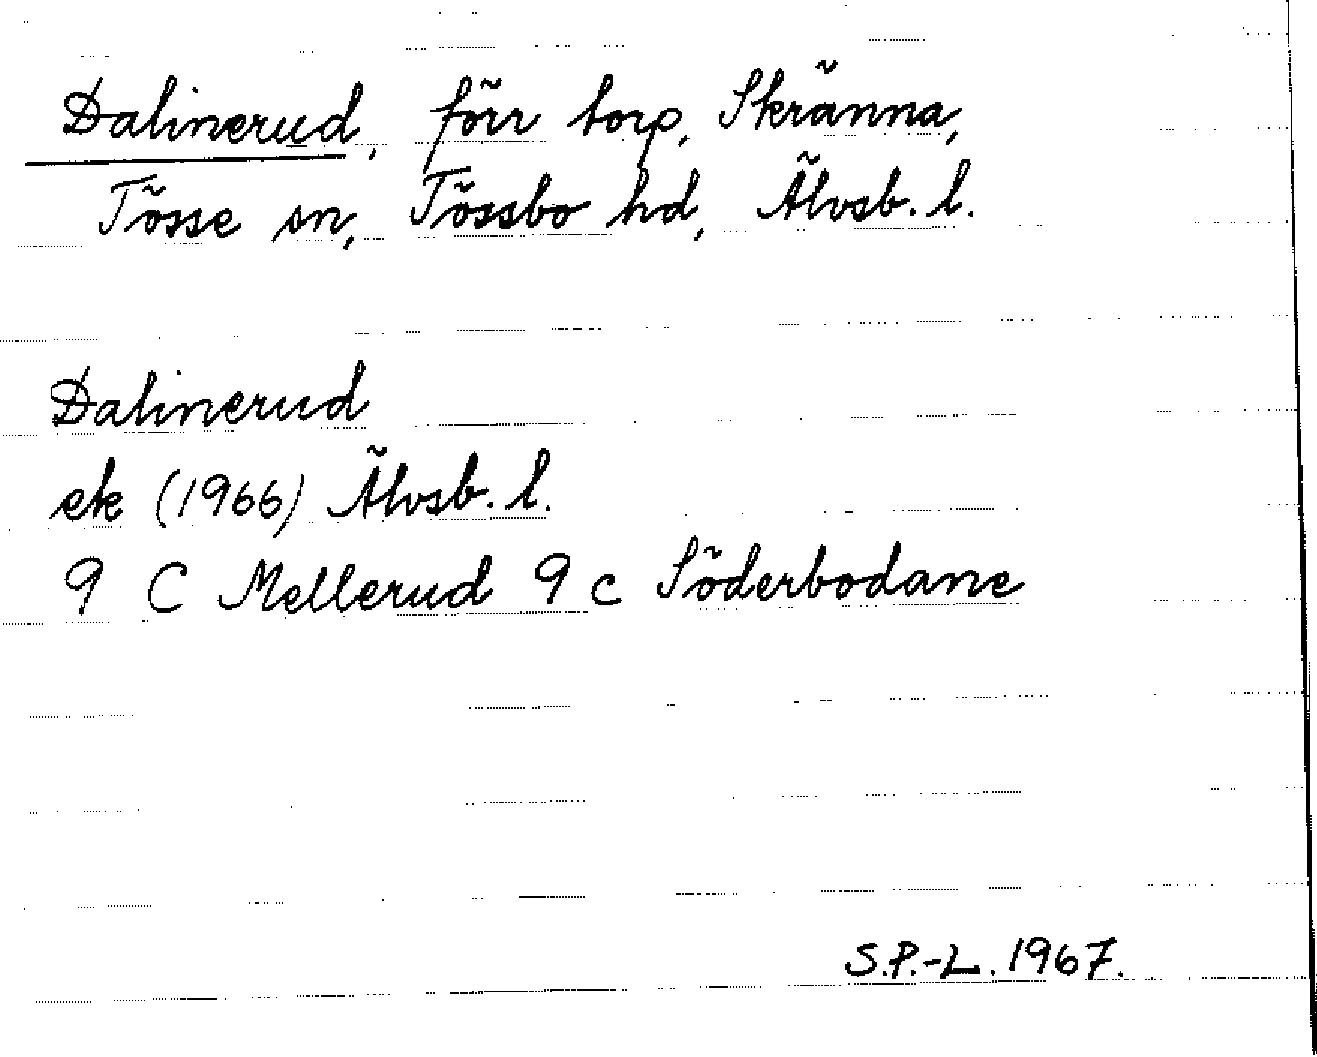 Dalinerud, förr torp, Skränna,
Tösse sn, Tössbo hd, Älvsb. l.
Dalinerud
ek (1966) Älvsb. l.
9 C Mellerud 9 c Söderbodane
S.P.-L. 1967.